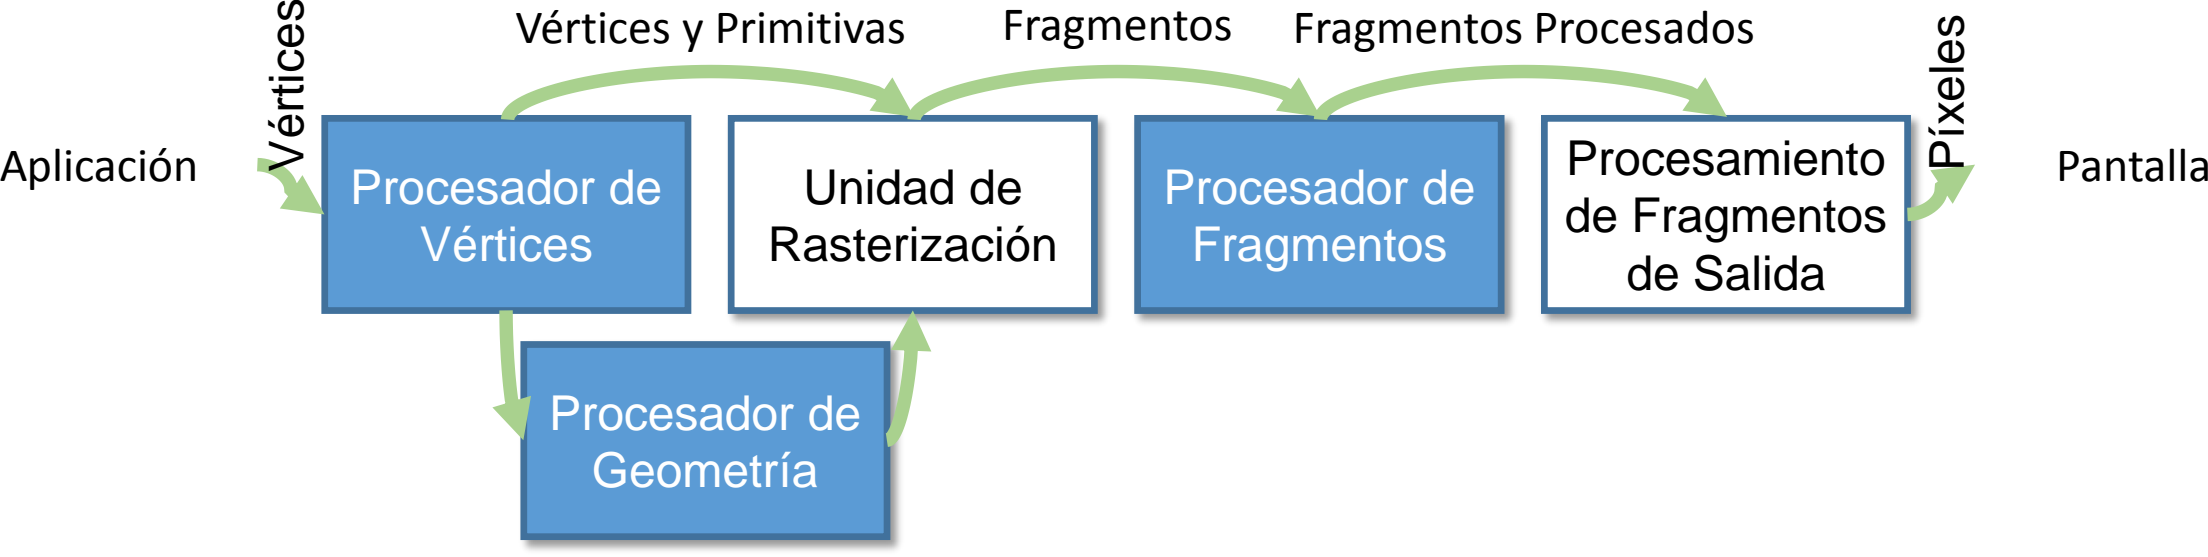 Vértices
Vértices y Primitivas
Fragmentos
Fragmentos Procesados
Píxeles
Aplicación
Procesador de
Vértices
Unidad de
Rasterización
Procesador de
Fragmentos
Procesamiento
de Fragmentos
de Salida
Pantalla
Procesador de
Geometría